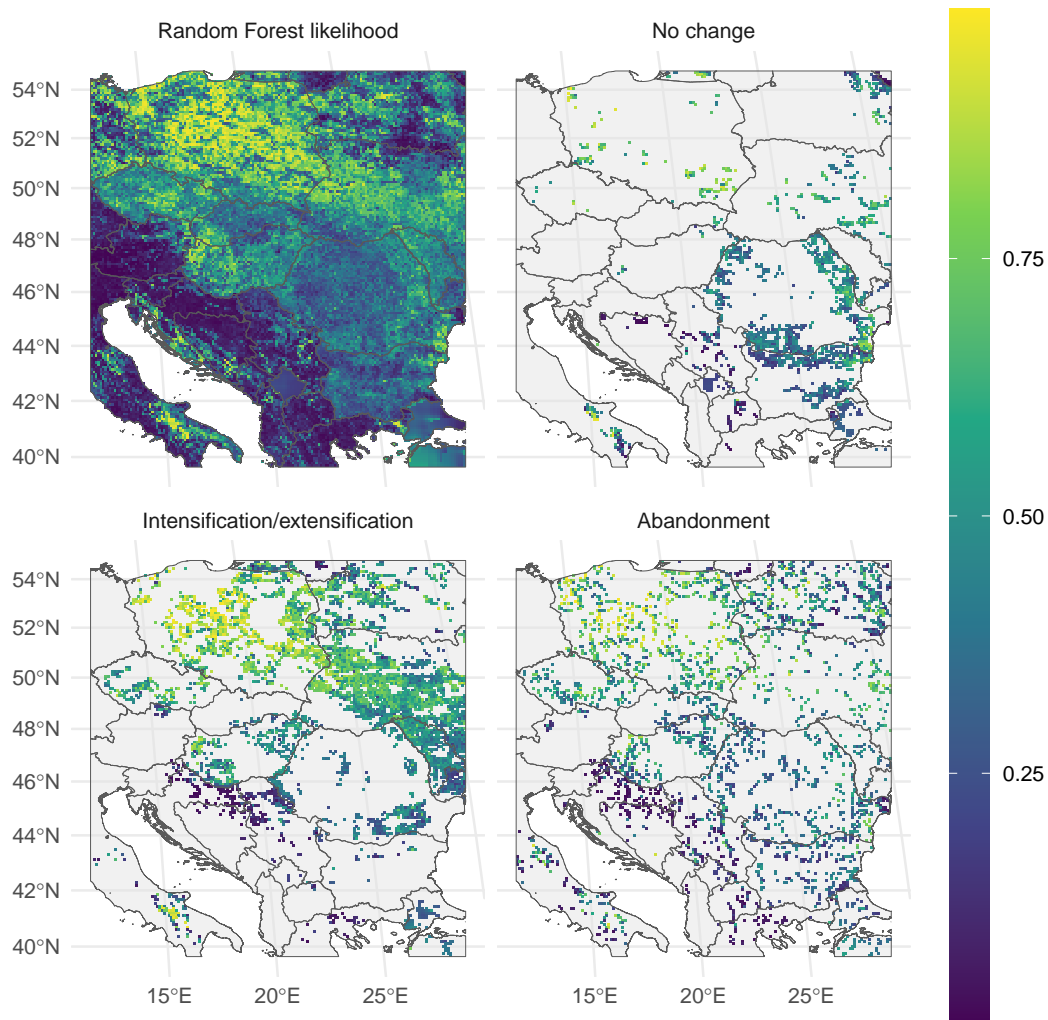 Random Forest likelihood
No change
54°N
52°N
50°N
48°N
46°N
44°N
42°N
40°N
0.75
0.50
0.25
Intensification/extensification
Abandonment
54°N
52°N
50°N
48°N
46°N
44°N
42°N
40°N
15°E
20°E
25°E
15°E
20°E
25°E